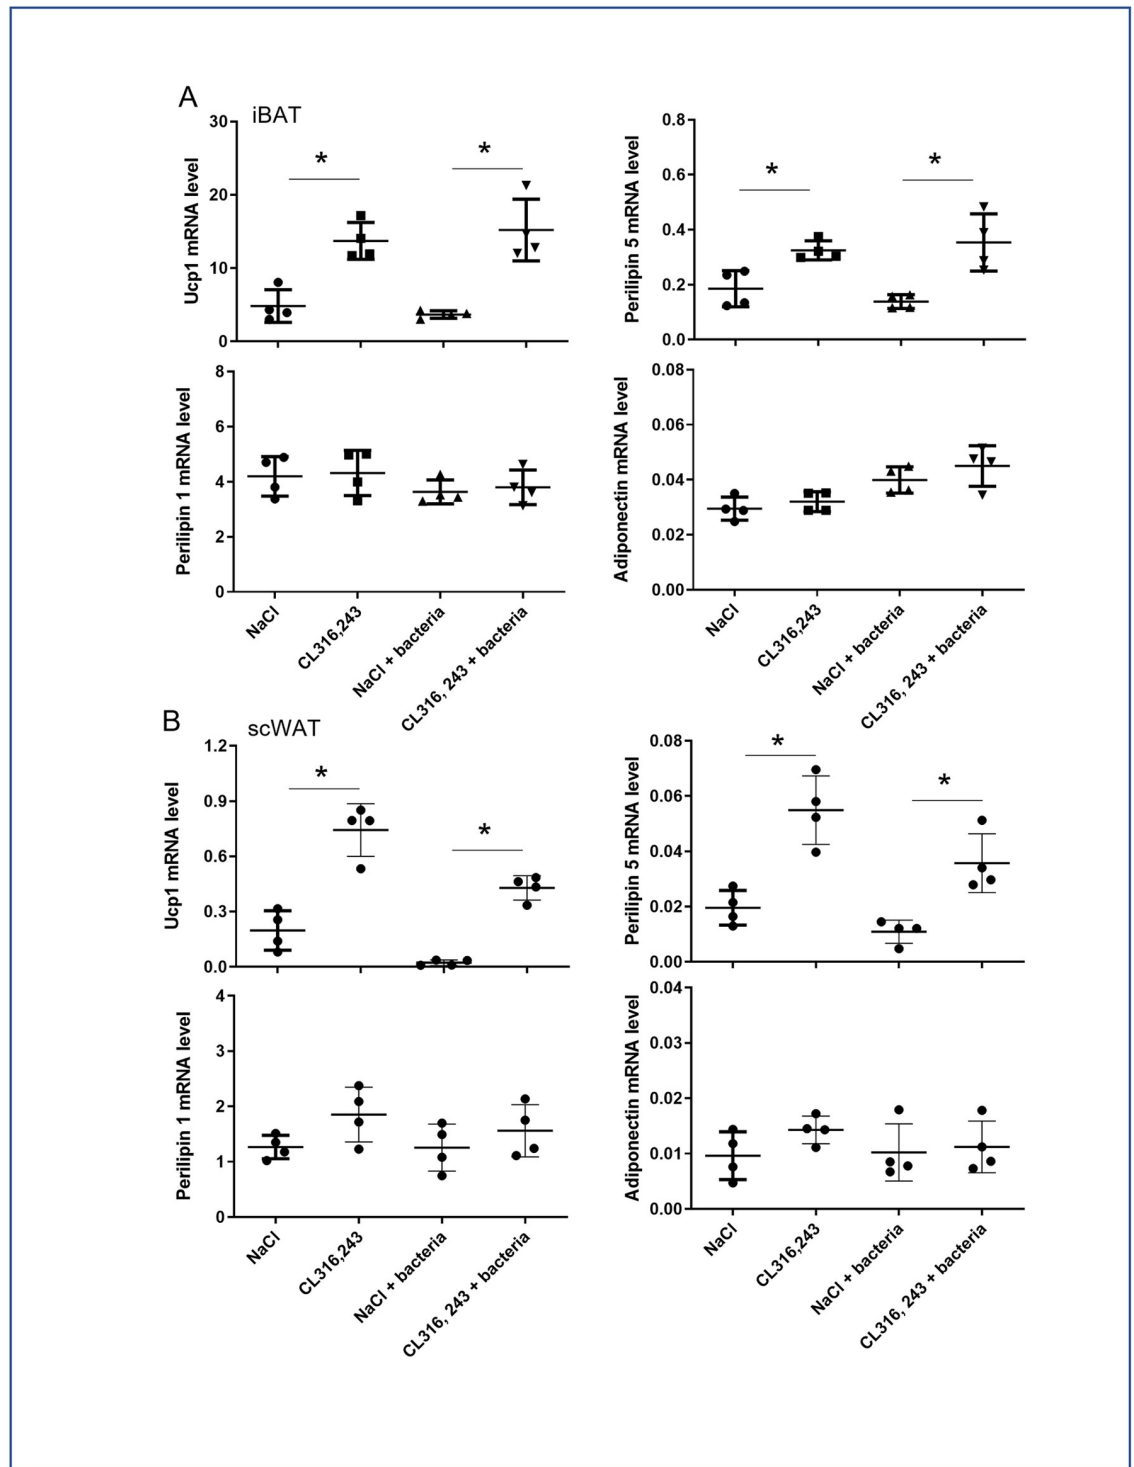 A
iBAT
Ucp1 mRNA level
30
20
10
0
*
*
Perilipin 5 mRNA level
0.8
0.6
0.4
0.2
0.0
*
*
Perilipin 1 mRNA level
8
6
4
2
0
NaCl
CL316,243
NaCl + bacteria
CL316, 243 + bacteria
Adiponectin mRNA level
0.08
0.06
0.04
0.02
0.00
NaCl
CL316,243
NaCl + bacteria
CL316, 243 + bacteria
B
scWAT
Ucp1 mRNA level
1.2
0.9
0.6
0.3
0.0
*
*
Perilipin 5 mRNA level
0.08
0.06
0.04
0.02
0.00
*
*
Perilipin 1 mRNA level
4
3
2
1
0
NaCl
CL316,243
NaCl + bacteria
CL316, 243 + bacteria
Adiponectin mRNA level
0.04
0.03
0.02
0.01
0.00
NaCl
CL316,243
NaCl + bacteria
CL316, 243 + bacteria